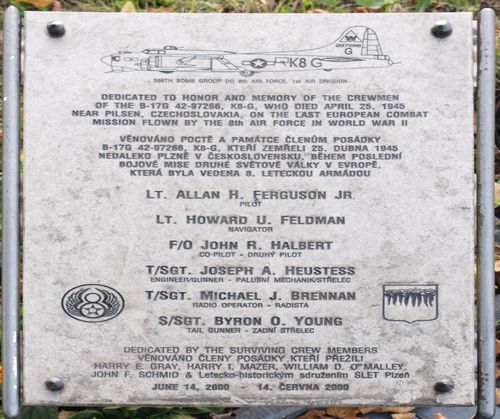 297266
G
K8 G
398TH BOMB GROUP (H) 8th AIR FORCE, 1st AIR DIVISION
DEDICATED TO HONOR AND MEMORY OF THE CREWMEN
OF THE B-17G 42-97266, K8-G, WHO DIED APRIL 25, 1945
NEAR PILSEN, CZECHOSLOVAKIA, ON THE LAST EUROPEAN COMBAT
MISSION FLOWN BY THE 8th AIR FORCE IN WORLD WAR II
VĚNOVÁNO POCTĚ A PAMÁTCE ČLENŮM POSÁDKY
B-17G 42-97266, K8-G, KTEŘÍ ZEMŘELI 25. DUBNA 1945
NEDALEKO PLZNĚ V ČESKOSLOVENSKU, BĚHEM POSLEDNÍ
BOJOVÉ MISE DRUHÉ SVĚTOVÉ VÁLKY V EVROPĚ,
KTERÁ BYLA VEDENA 8. LETECKOU ARMÁDOU
LT. ALLAN H. FERGUSON JR
PILOT
LT. HOWARD U. FELDMAN
NAVIGATOR
F/O JOHN R. HALBERT
CO-PILOT - DRUHÝ PILOT
T/SGT. JOSEPH A. HEUSTESS
ENGINEER/GUNNER - PALUBNÍ MECHANIK/STŘELEC
T/SGT. MICHAEL J. BRENNAN
RADIO OPERATOR - RADISTA
S/SGT. BYRON O. YOUNG
TAIL GUNNER - ZADNÍ STŘELEC
DEDICATED BY THE SURVIVING CREW MEMBERS
VĚNOVÁNO ČLENY POSÁDKY, KTEŘÍ PŘEŽILI
HARRY E. GRAY, HARRY I. MAZER, WILLIAM D. O'MALLEY,
JOHN F. SCHMID & Letecko-historickým sdružením SLET Plzeň
JUNE 14, 2000 14. ČERVNA 2000